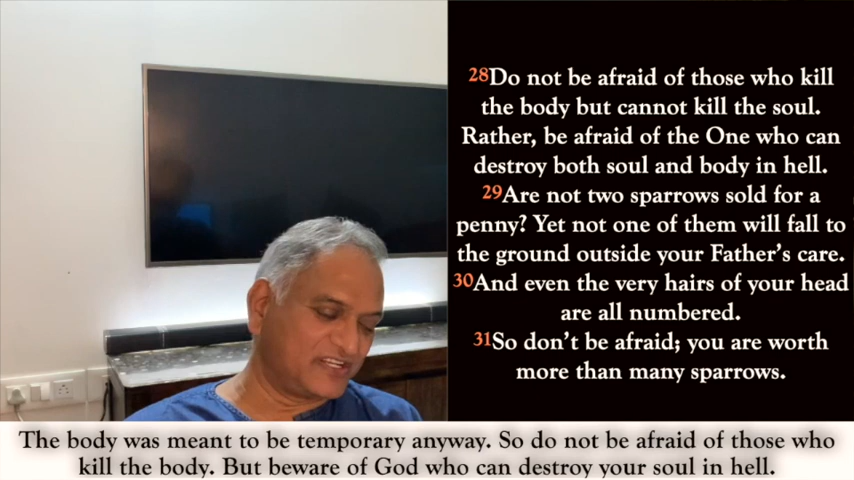 28Do not be afraid of those who kill
the body but cannot kill the soul.
Rather, be afraid of the One who can
destroy both soul and body in hell.
29Are not two sparrows sold for a
penny? Yet not one of them will fall to
the ground outside your Father's care.
30And even the very hairs of your head
are all numbered.
31So don't be afraid; you are worth
more than many sparrows.
The body was meant to be temporary anyway. So do not be afraid of those who
kill the body. But beware of God who can destroy your soul in hell.